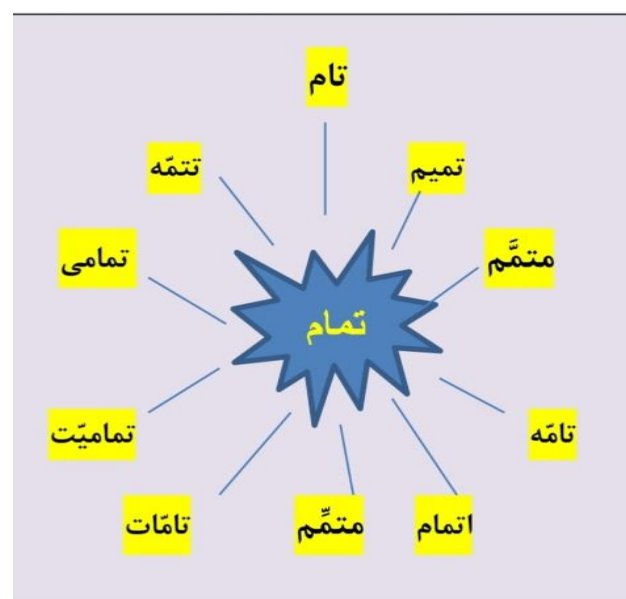 تام
تمیم
تتمّه
متمَّم
تمامی
تمام
تامّه
تمامیّت
اتمام
متمِّم
تامّات